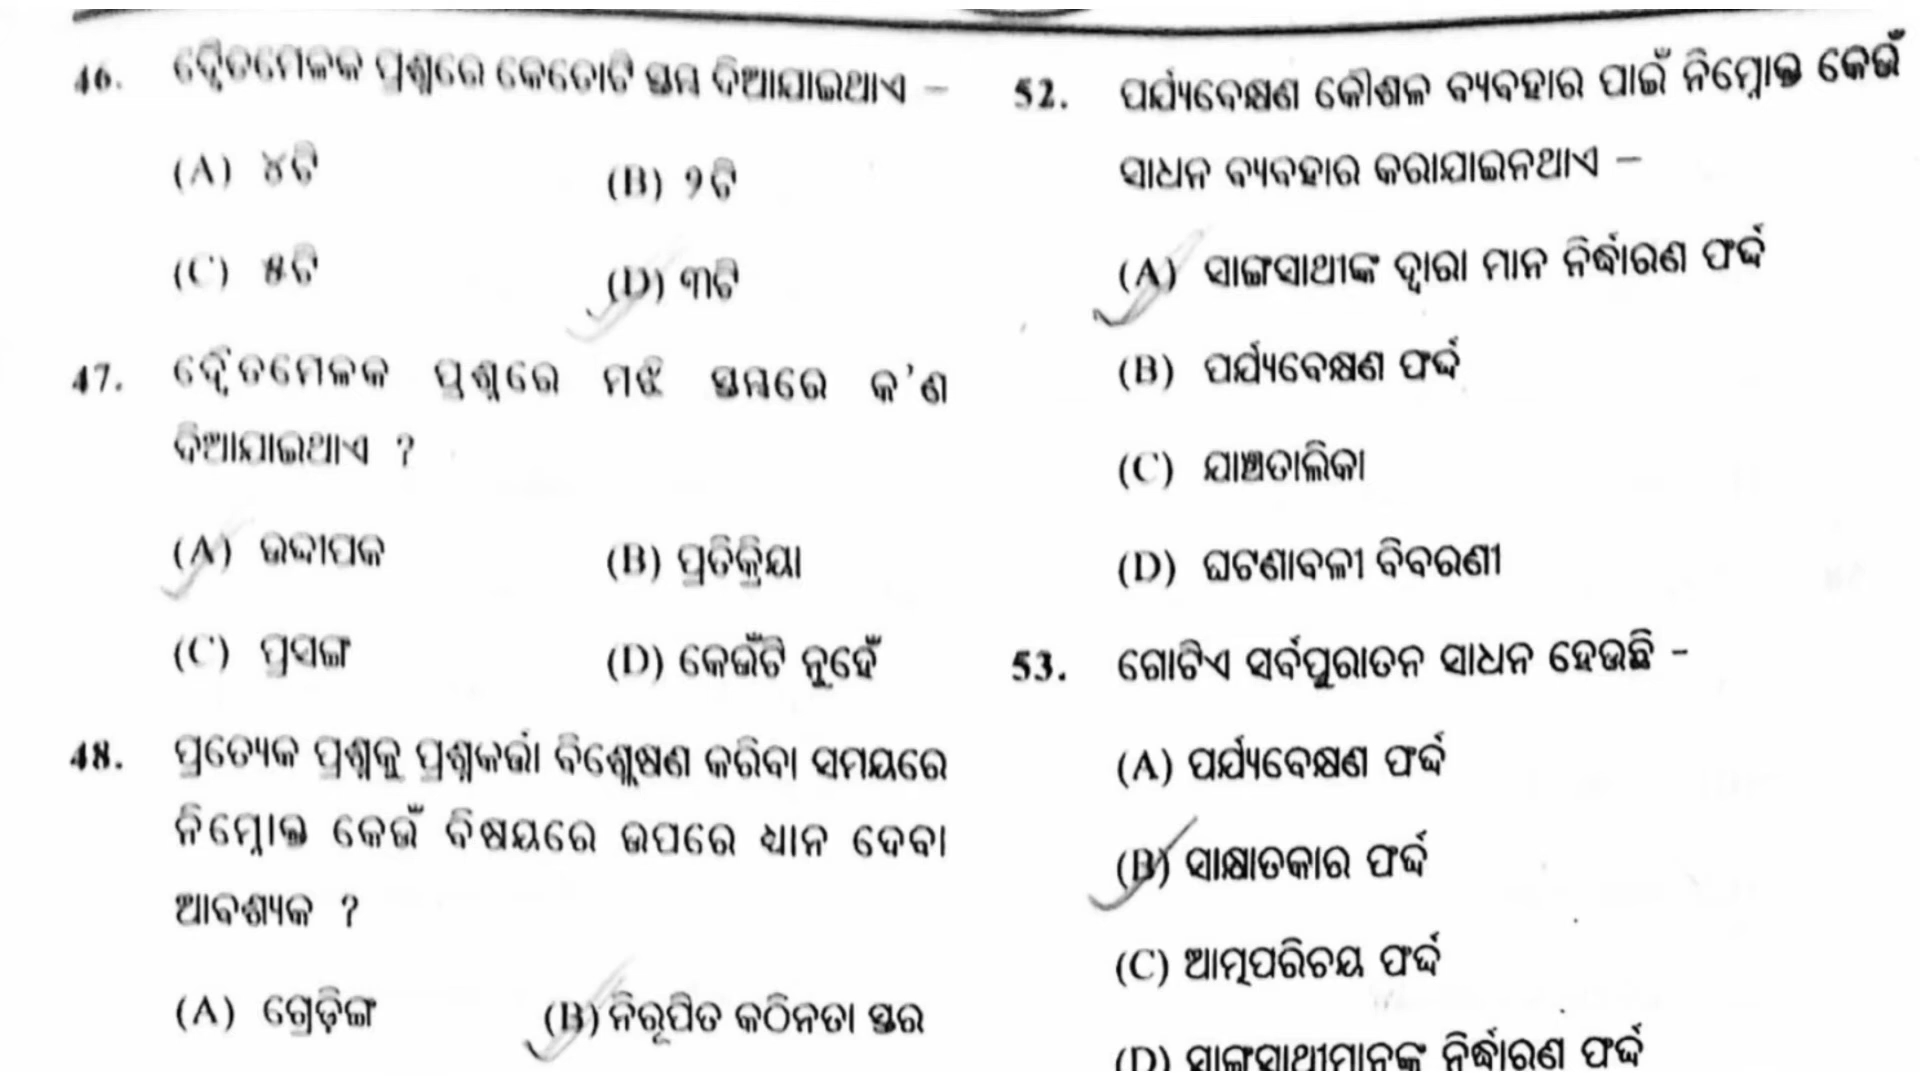 46. ଦ୍ୱୈତମେଳକ ପ୍ରଶ୍ନରେ କେତୋଟି ସ୍ତମ୍ଭ ଦିଆଯାଇଥାଏ –
(A) ୪ଟି (B) ୨ଟି
(C) ୫ଟି (D) ୩ଟି
47. ଦ୍ୱୈତମେଳକ ପ୍ରଶ୍ନରେ ମଝି ସ୍ତମ୍ଭରେ କ'ଣ
ଦିଆଯାଇଥାଏ ?
(A) ଉଦ୍ଦୀପକ (B) ପ୍ରତିକ୍ରିୟା
(C) ପ୍ରସଙ୍ଗ (D) କେଉଁଟି ନୁହେଁ
48. ପ୍ରତ୍ୟେକ ପ୍ରଶ୍ନକୁ ପ୍ରଶ୍ନକର୍ତ୍ତା ବିଶ୍ଳେଷଣ କରିବା ସମୟରେ
ନିମ୍ନୋକ୍ତ କେଉଁ ବିଷୟରେ ଉପରେ ଧ୍ୟାନ ଦେବା
ଆବଶ୍ୟକ ?
(A) ଗ୍ରେଡ଼ିଙ୍ଗ (B) ନିରୂପିତ କଠିନତା ସ୍ତର
52. ପର୍ଯ୍ୟବେକ୍ଷଣ କୌଶଳ ବ୍ୟବହାର ପାଇଁ ନିମ୍ନୋକ୍ତ କେଉଁ
ସାଧନ ବ୍ୟବହାର କରାଯାଇନଥାଏ –
(A) ସାଙ୍ଗସାଥୀଙ୍କ ଦ୍ୱାରା ମାନ ନିର୍ଦ୍ଧାରଣ ଫର୍ଦ୍ଦ
(B) ପର୍ଯ୍ୟବେକ୍ଷଣ ଫର୍ଦ୍ଦ
(C) ଯାଞ୍ଚତାଲିକା
(D) ଘଟଣାବଳୀ ବିବରଣୀ
53. ଗୋଟିଏ ସର୍ବପୁରାତନ ସାଧନ ହେଉଛି –
(A) ପର୍ଯ୍ୟବେକ୍ଷଣ ଫର୍ଦ୍ଦ
(B) ସାକ୍ଷାତକାର ଫର୍ଦ୍ଦ
(C) ଆତ୍ମପରିଚୟ ଫର୍ଦ୍ଦ
(D) ସାଙ୍ଗସାଥୀମାନଙ୍କ ନିର୍ଦ୍ଧାରଣ ଫର୍ଦ୍ଦ